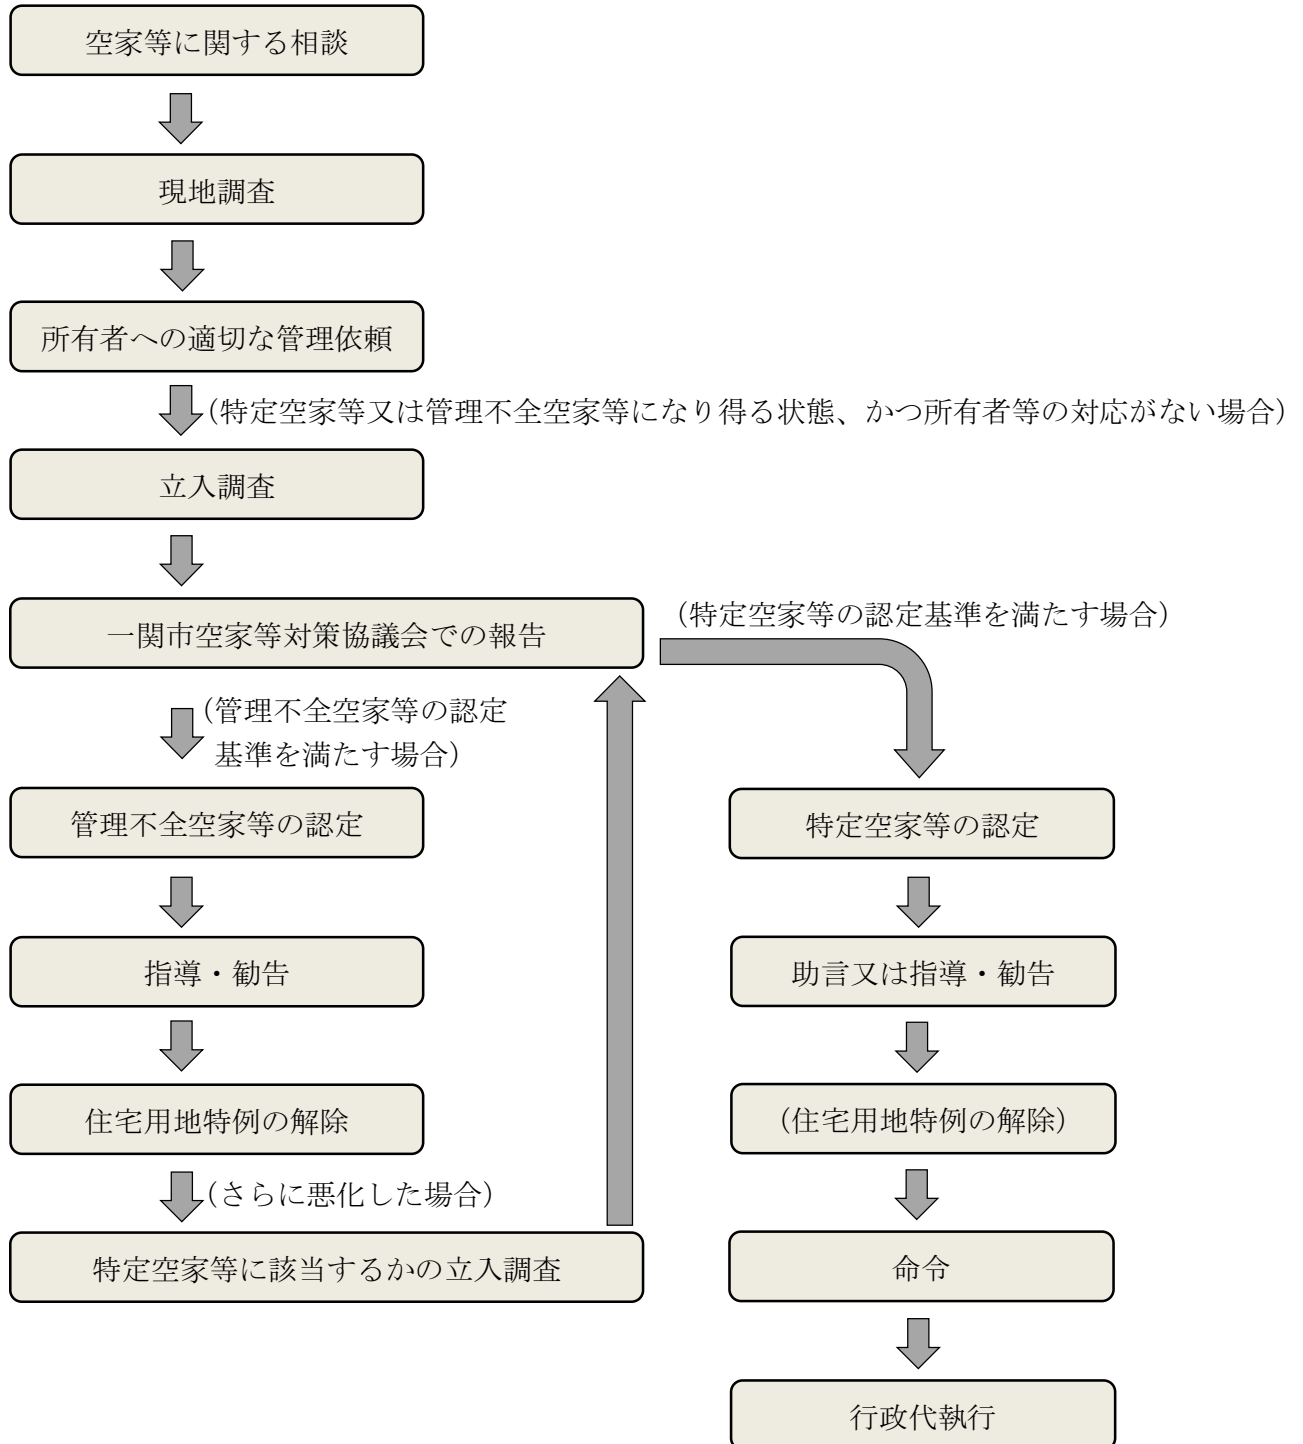 空家等に関する相談
現地調査
所有者への適切な管理依頼
（特定空家等又は管理不全空家等になり得る状態、かつ所有者等の対応がない場合）
立入調査
一関市空家等対策協議会での報告
（特定空家等の認定基準を満たす場合）
（管理不全空家等の認定
基準を満たす場合）
管理不全空家等の認定
指導・勧告
住宅用地特例の解除
（さらに悪化した場合）
特定空家等に該当するかの立入調査
特定空家等の認定
助言又は指導・勧告
（住宅用地特例の解除）
命令
行政代執行